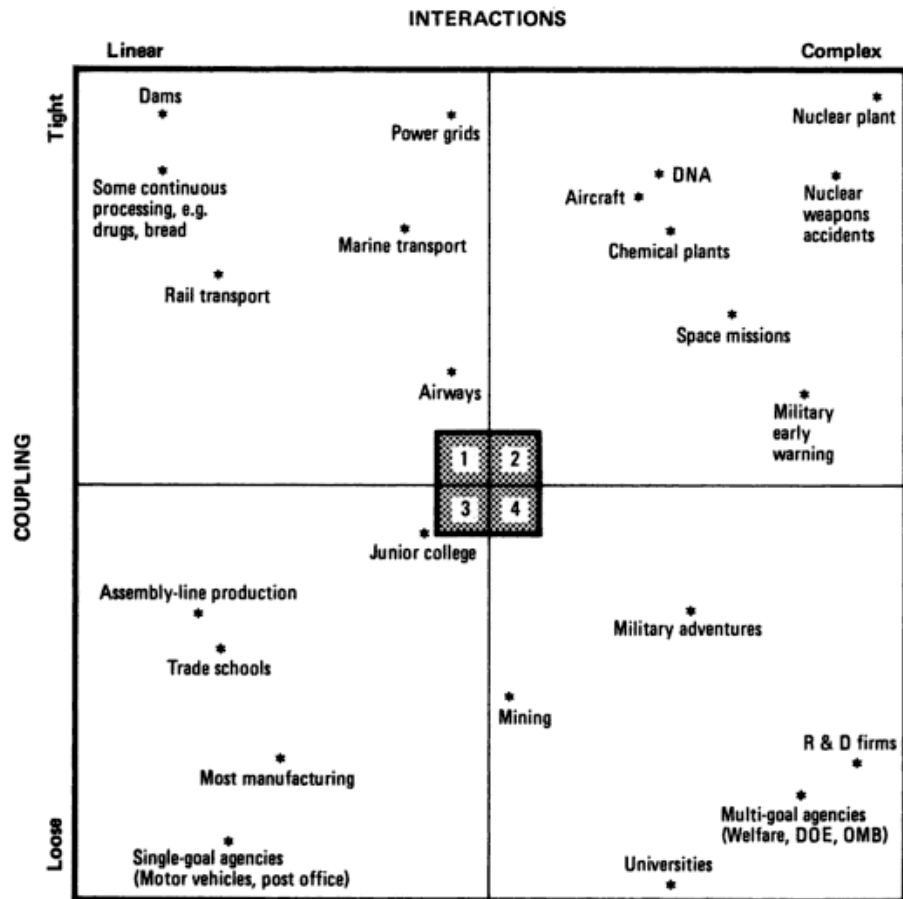 INTERACTIONS
Linear
Complex
Tight
COUPLING
Loose
Dams
Power grids
Nuclear plant
Some continuous
processing, e.g.
drugs, bread
DNA
Aircraft
Nuclear
weapons
accidents
Marine transport
Chemical plants
Rail transport
Space missions
Airways
Military
early
warning
1
2
3
4
Junior college
Assembly-line production
Military adventures
Trade schools
Mining
R & D firms
Most manufacturing
Multi-goal agencies
(Welfare, DOE, OMB)
Single-goal agencies
(Motor vehicles, post office)
Universities